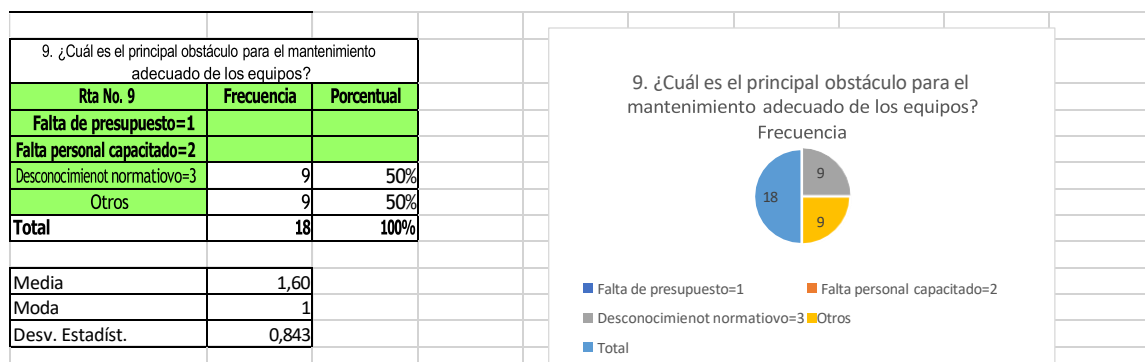 9. ¿Cuál es el principal obstáculo para el mantenimiento
adecuado de los equipos?
Rta No. 9 Frecuencia Porcentual
Falta de presupuesto=1
Falta personal capacitado=2
Desconocimienot normatiovo=3 9 50%
Otros 9 50%
Total 18 100%
Media 1,60
Moda 1
Desv. Estadíst. 0,843
9. ¿Cuál es el principal obstáculo para el
mantenimiento adecuado de los equipos?
Frecuencia
9
18
9
Falta de presupuesto=1 Falta personal capacitado=2
Desconocimienot normatiovo=3 Otros
Total